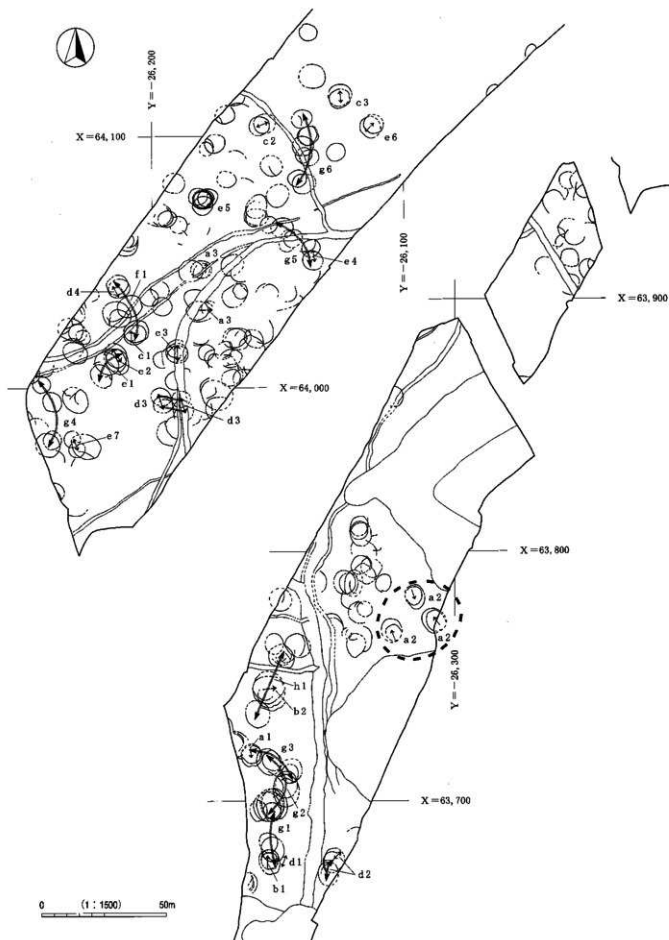 Y=-26,200
c3
X=64,100
c2
e6
g6
e5
Y=-26,100
a3
g5
e4
f1
d4
X=63,900
a3
e3
c1
e2
e1
X=64,000
d3
d3
g4
e7
X=63,800
a2
a2
a2
Y=-26,300
h1
b2
a1
g3
X=63,700
g2
g1
d1
d2
b1
0 (1:1500) 50m